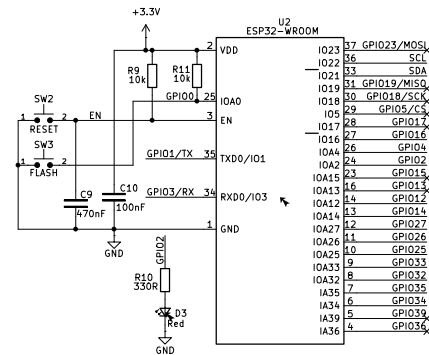 +3.3V
U2
ESP32-WROOM
2 VDD
R9
10k
R11
10k
GPIO0 25 IOA0
SW2
1 2
RESET
EN 3 EN
SW3
1 2
FLASH
GPIO1/TX 35 TXD0/IO1
C9
470nF
C10
100nF
GPIO3/RX 34 RXD0/IO3
1 GND
GND
GPIO2
R10
330R
D3
Red
GND
IO23 37 GPIO23/MOSI
IO22 36 SCL
IO21 33 SDA
IO19 31 GPIO19/MISO
IO18 30 GPIO18/SCK
IO5 29 GPIO5/CS
IO17 28 GPIO17
IO16 27 GPIO16
IOA4 26 GPIO4
IOA2 24 GPIO2
IOA15 23 GPIO15
IOA13 16 GPIO13
IOA12 14 GPIO12
IOA14 13 GPIO14
IOA27 12 GPIO27
IOA26 11 GPIO26
IOA25 10 GPIO25
IOA33 9 GPIO33
IOA32 8 GPIO32
IA35 7 GPIO35
IA34 6 GPIO34
IA39 5 GPIO39
IA36 4 GPIO36